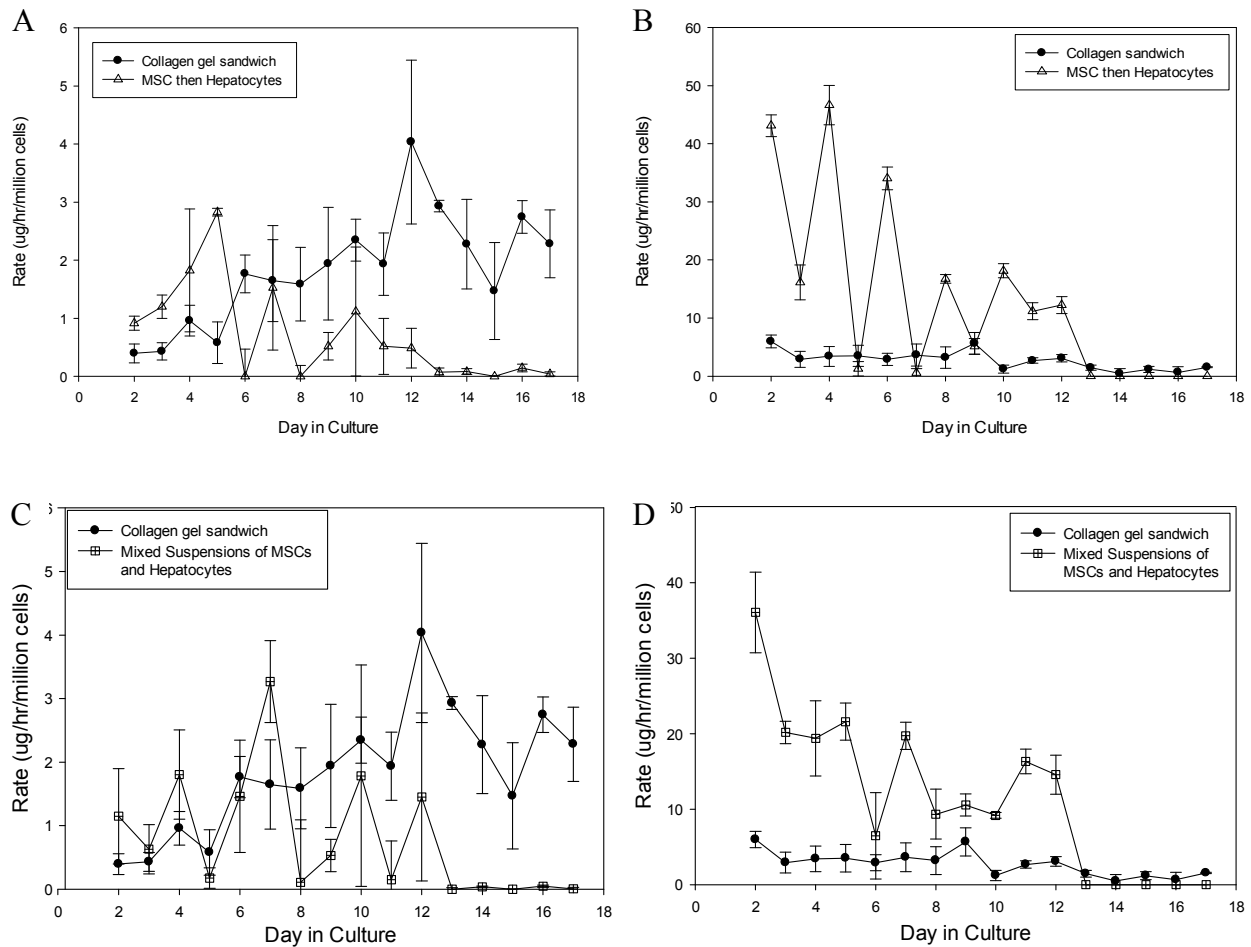 A
Collagen gel sandwich
MSC then Hepatocytes
Rate (ug/hr/million cells)
6
5
4
3
2
1
0
0 2 4 6 8 10 12 14 16 18
Day in Culture
B
Collagen sandwich
MSC then Hepatocytes
Rate (ug/hr/million cells)
60
50
40
30
20
10
0
0 2 4 6 8 10 12 14 16 18
Day in Culture
C
Collagen gel sandwich
Mixed Suspensions of MSCs
and Hepatocytes
Rate (ug/hr/million cells)
5
4
3
2
1
0
0 2 4 6 8 10 12 14 16 18
Day in Culture
D
Collagen gel sandwich
Mixed Suspensions of
MSCs and Hepatocytes
Rate (ug/hr/million cells)
50
40
30
20
10
0
0 2 4 6 8 10 12 14 16 18
Day in Culture